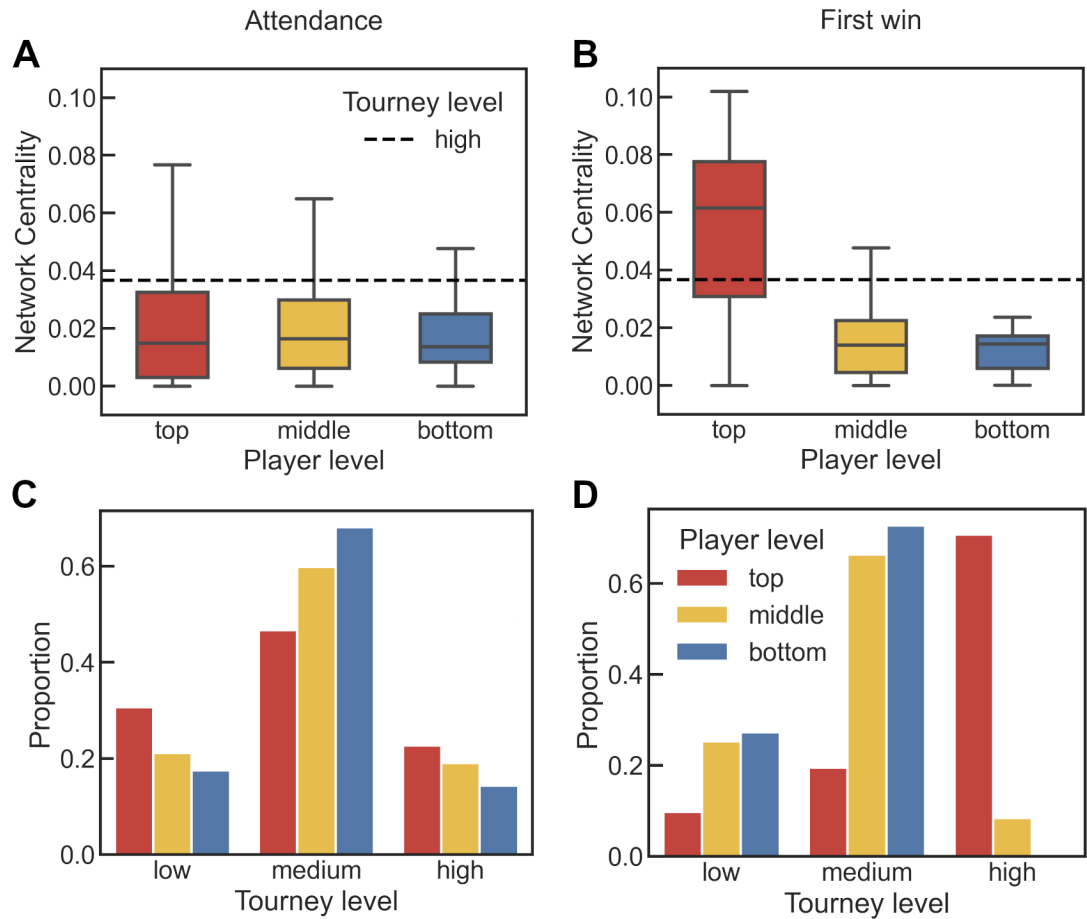 Attendance
First win
A
B
Network Centrality
0.10
0.08
0.06
0.04
0.02
0.00
Tourney level
high
top
middle
bottom
Player level
Network Centrality
0.10
0.08
0.06
0.04
0.02
0.00
top
middle
bottom
Player level
C
D
Proportion
0.6
0.4
0.2
0.0
low
medium
high
Tourney level
Proportion
0.6
0.4
0.2
0.0
Player level
top
middle
bottom
low
medium
high
Tourney level